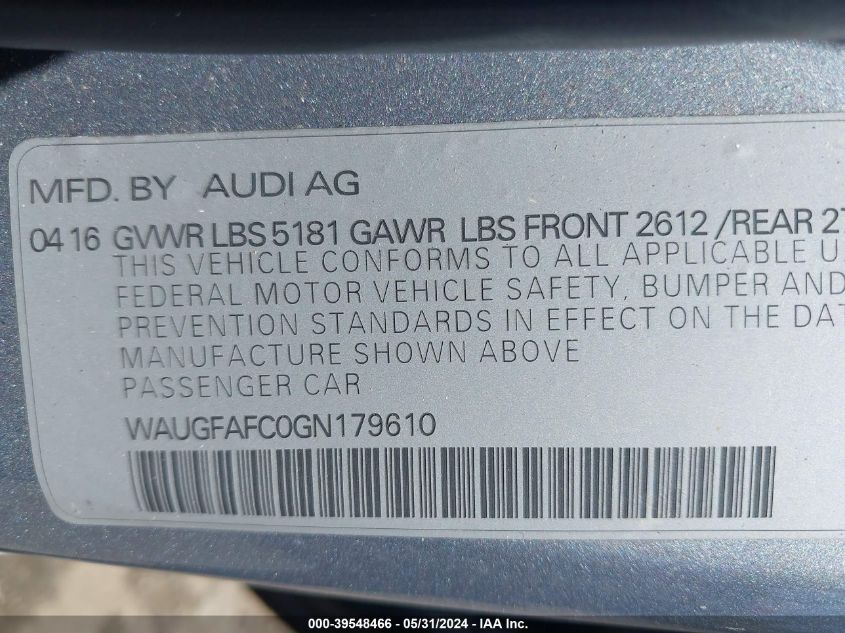 MFD. BY AUDI AG
04 16 GVWR LBS 5181 GAWR LBS FRONT 2612 /REAR
THIS VEHICLE CONFORMS TO ALL APPLICABLE U
FEDERAL MOTOR VEHICLE SAFETY, BUMPER AND
PREVENTION STANDARDS IN EFFECT ON THE DAT
MANUFACTURE SHOWN ABOVE
PASSENGER CAR
WAUGFAFC0GN179610
000-39548466 - 05/31/2024 - IAA Inc.